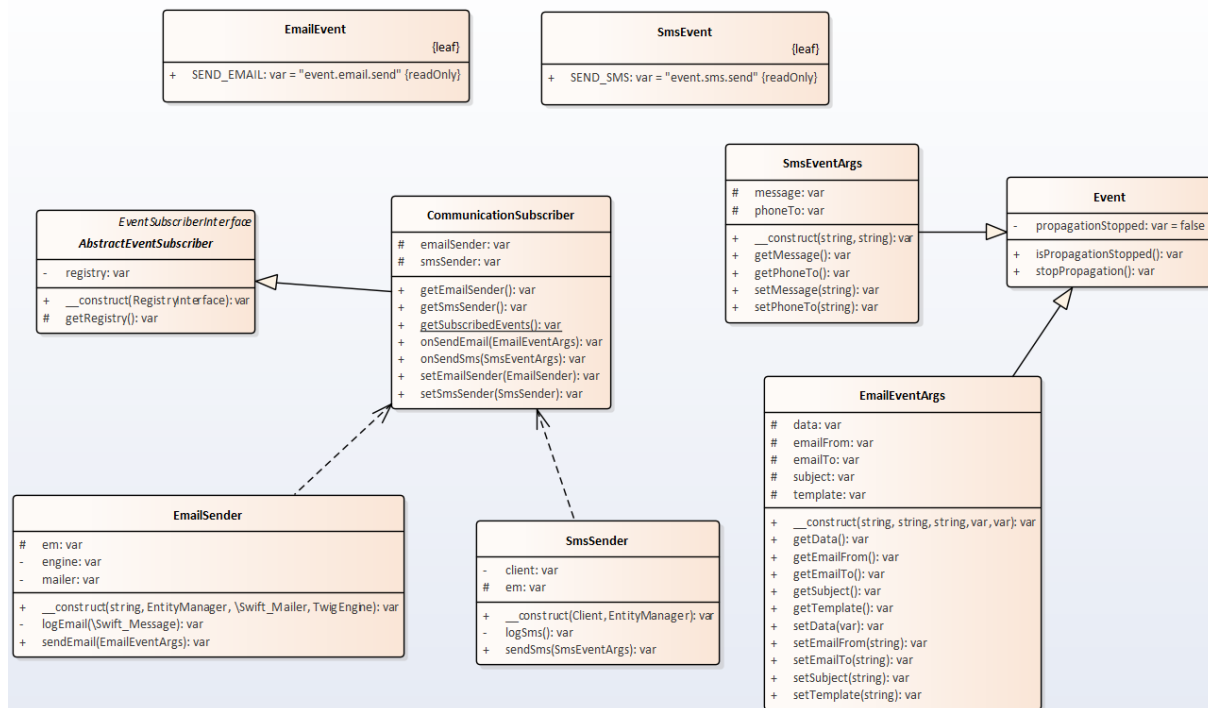 EmailEvent
{leaf}
+ SEND_EMAIL: var = "event.email.send" {readOnly}
SmsEvent
{leaf}
+ SEND_SMS: var = "event.sms.send" {readOnly}
SmsEventArgs
# message: var
# phoneTo: var
+ __construct(string, string): var
+ getMessage(): var
+ getPhoneTo(): var
+ setMessage(string): var
+ setPhoneTo(string): var
Event
- propagationStopped: var = false
+ isPropagationStopped(): var
+ stopPropagation(): var
EventSubscriberInterface
AbstractEventSubscriber
- registry: var
+ __construct(RegistryInterface): var
# getRegistry(): var
CommunicationSubscriber
# emailSender: var
# smsSender: var
+ getEmailSender(): var
+ getSmsSender(): var
+ getSubscribedEvents(): var
+ onSendEmail(EmailEventArgs): var
+ onSendSms(SmsEventArgs): var
+ setEmailSender(EmailSender): var
+ setSmsSender(SmsSender): var
EmailEventArgs
# data: var
# emailFrom: var
# emailTo: var
# subject: var
# template: var
+ __construct(string, string, string, var, var): var
+ getData(): var
+ getEmailFrom(): var
+ getEmailTo(): var
+ getSubject(): var
+ getTemplate(): var
+ setData(var): var
+ setEmailFrom(string): var
+ setEmailTo(string): var
+ setSubject(string): var
+ setTemplate(string): var
EmailSender
# em: var
- engine: var
- mailer: var
+ __construct(string, EntityManager, \Swift_Mailer, TwigEngine): var
- logEmail(\Swift_Message): var
+ sendEmail(EmailEventArgs): var
SmsSender
- client: var
# em: var
+ __construct(Client, EntityManager): var
- logSms(): var
+ sendSms(SmsEventArgs): var